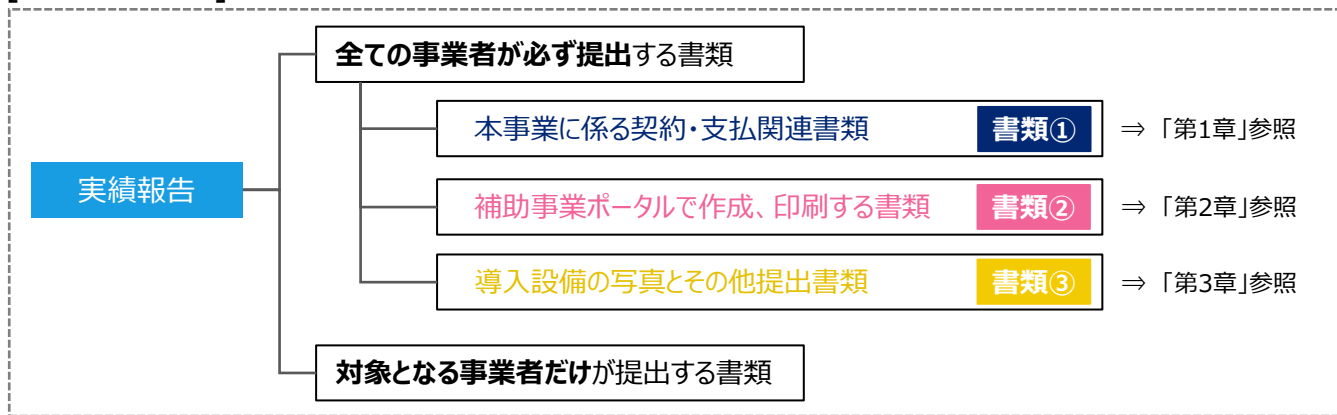 全ての事業者が必ず提出する書類
本事業に係る契約・支払関連書類 書類① ⇒ 「第1章」参照
実績報告
補助事業ポータルで作成、印刷する書類 書類② ⇒ 「第2章」参照
導入設備の写真とその他提出書類 書類③ ⇒ 「第3章」参照
対象となる事業者だけが提出する書類